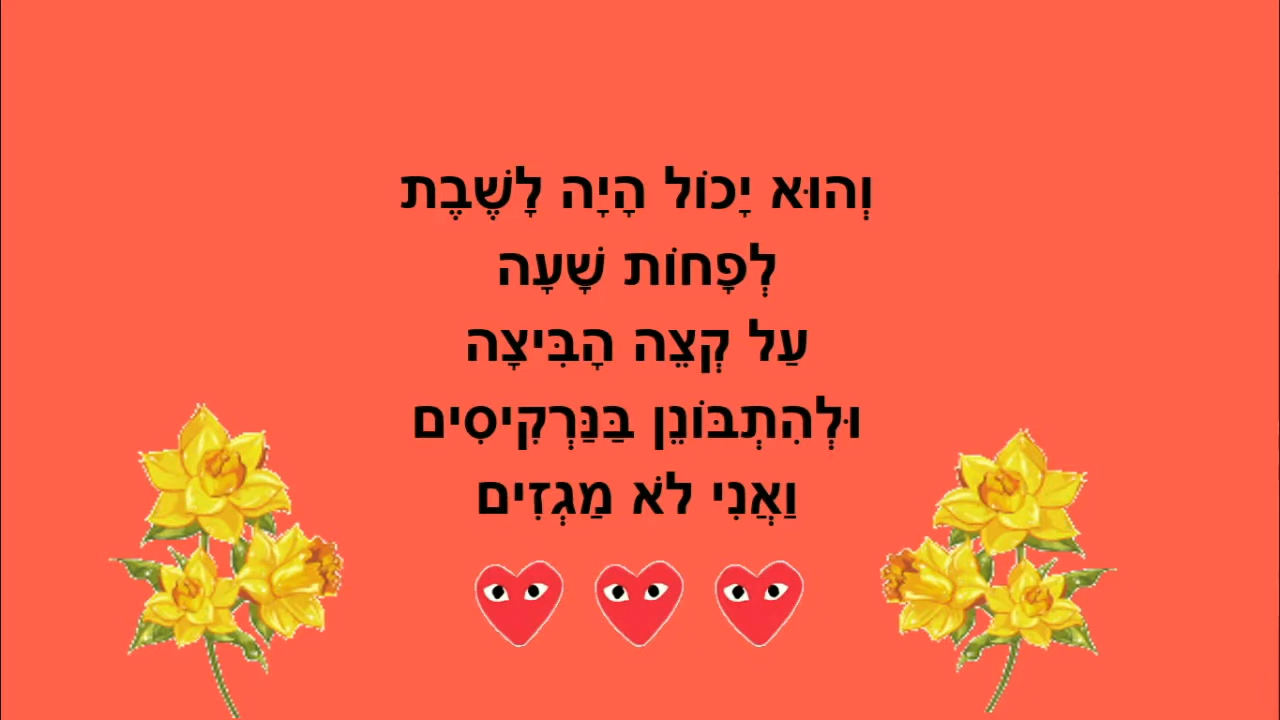 וְהוּא יָכוֹל הָיָה לָשֶׁבֶת
לְפָחוֹת שָׁעָה
עַל קְצֵה הָבִּיצָה
וּלְהִתְבּוֹנֵן בַּנַּרְקִיסִים
וַאֲנִי לֹא מַגְזִים